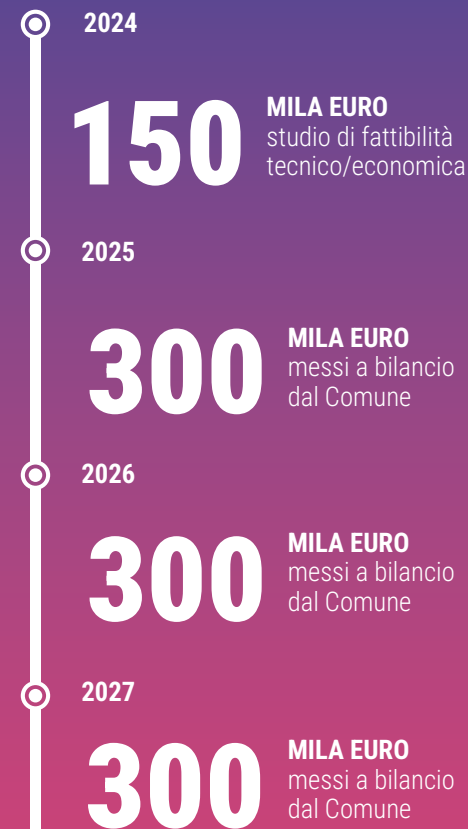 2024
150
MILA EURO
studio di fattibilità
tecnico/economica
2025
300
MILA EURO
messi a bilancio
dal Comune
2026
300
MILA EURO
messi a bilancio
dal Comune
2027
300
MILA EURO
messi a bilancio
dal Comune